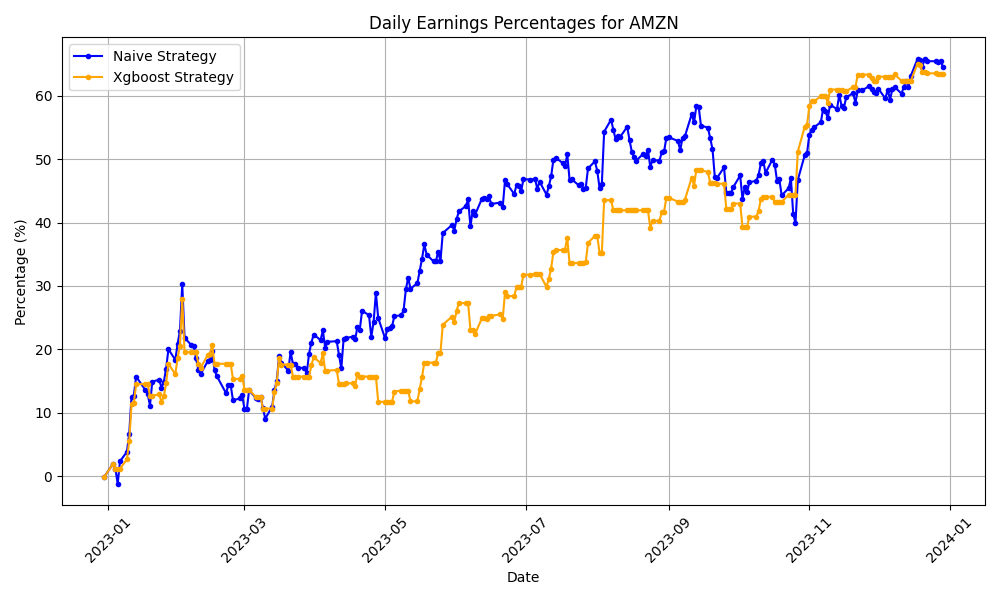 Daily Earnings Percentages for AMZN
Naive Strategy
Xgboost Strategy
Percentage (%)
60
50
40
30
20
10
0
2023-01
2023-03
2023-05
2023-07
2023-09
2023-11
2024-01
Date